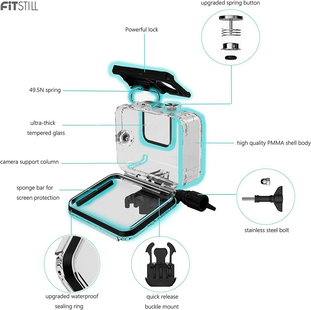 FiTSTILL
upgraded spring button
Powerful lock
49.5N spring
ultra-thick
tempered glass
high quality PMMA shell body
camera support column
sponge bar for
screen protection
stainless steel bolt
upgraded waterproof
sealing ring
quick release
buckle mount